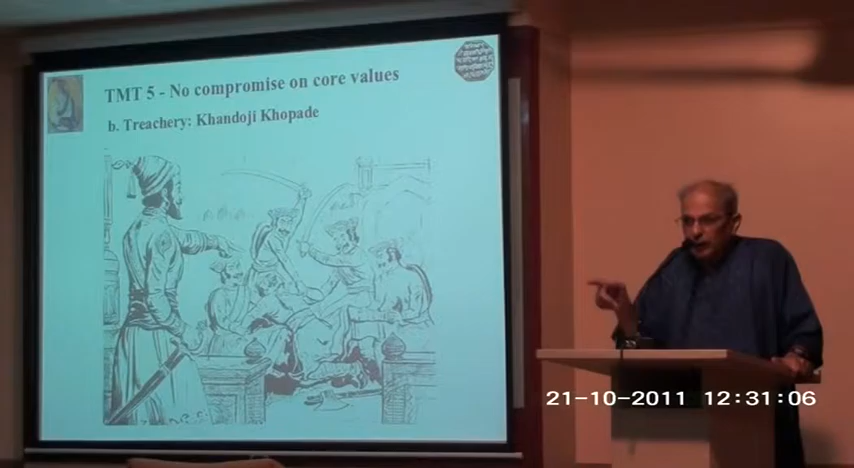 TMT 5 - No compromise on core values
b. Treachery: Khandoji Khopade
21-10-2011 12:31:06